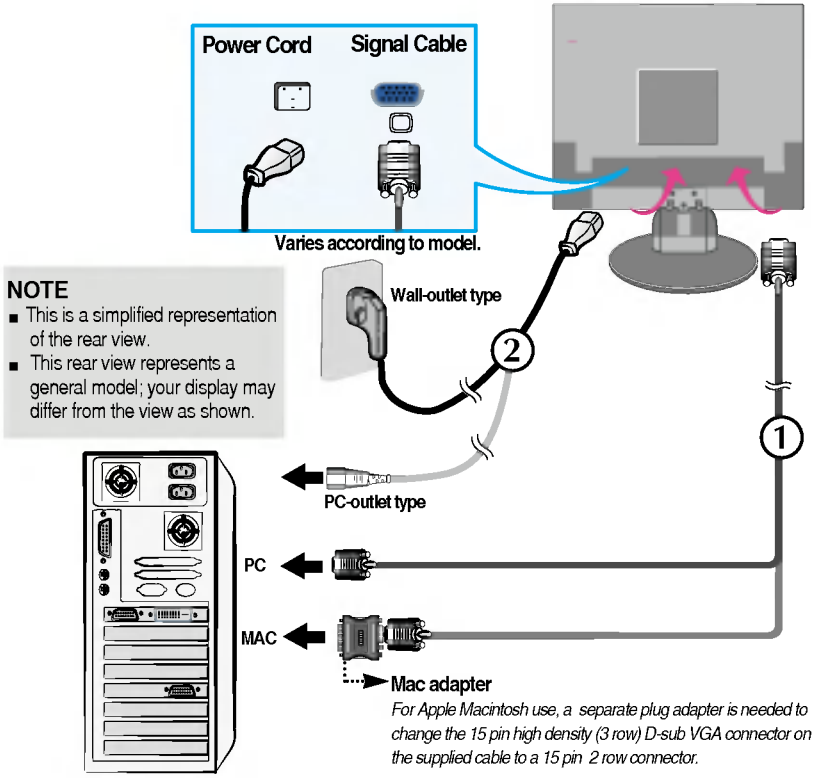 Power Cord
Signal Cable
Varies according to model.
NOTE
■ This is a simplified representation
of the rear view.
■ This rear view represents a
general model; your display may
differ from the view as shown.
Wall-outlet type
2
1
PC-outlet type
PC
MAC
Mac adapter
For Apple Macintosh use, a separate plug adapter is needed to
change the 15 pin high density (3 row) D-sub VGA connector on
the supplied cable to a 15 pin 2 row connector.